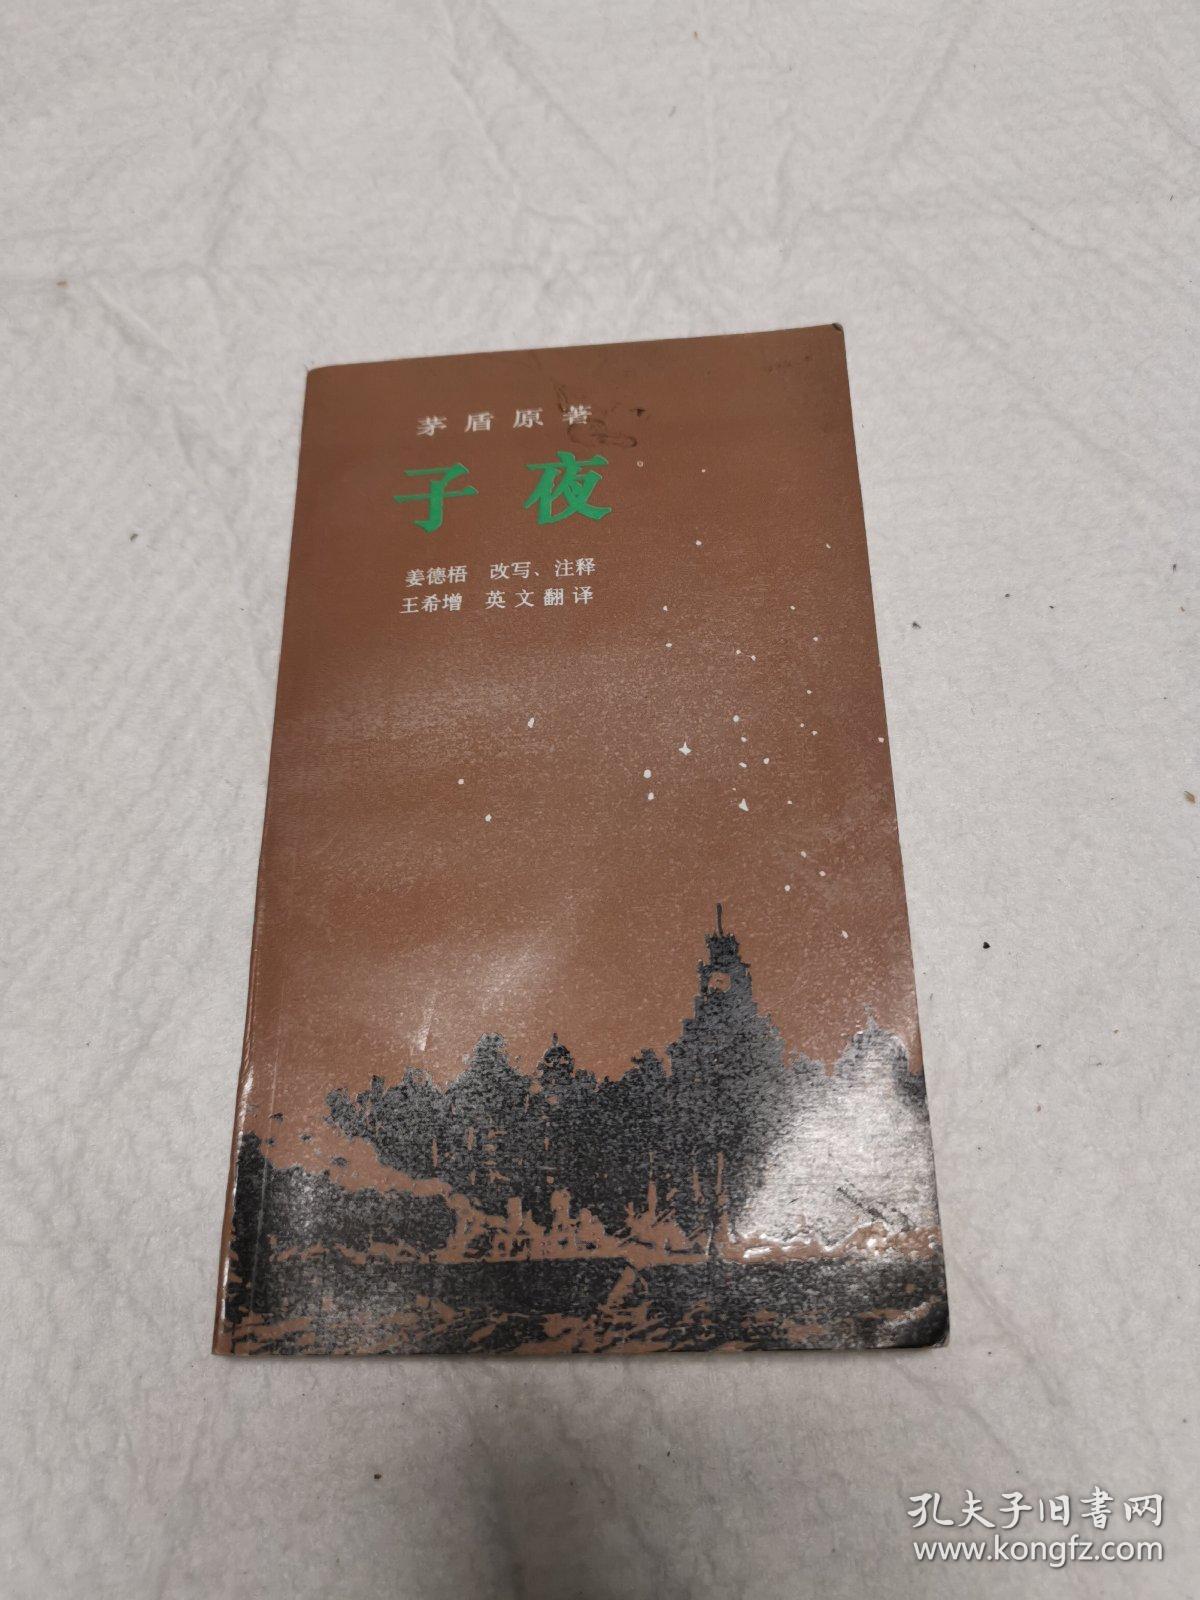 茅盾原著
子夜
姜德梧 改写、注释
王希增 英文翻译
孔夫子旧书网
www.kongfz.com